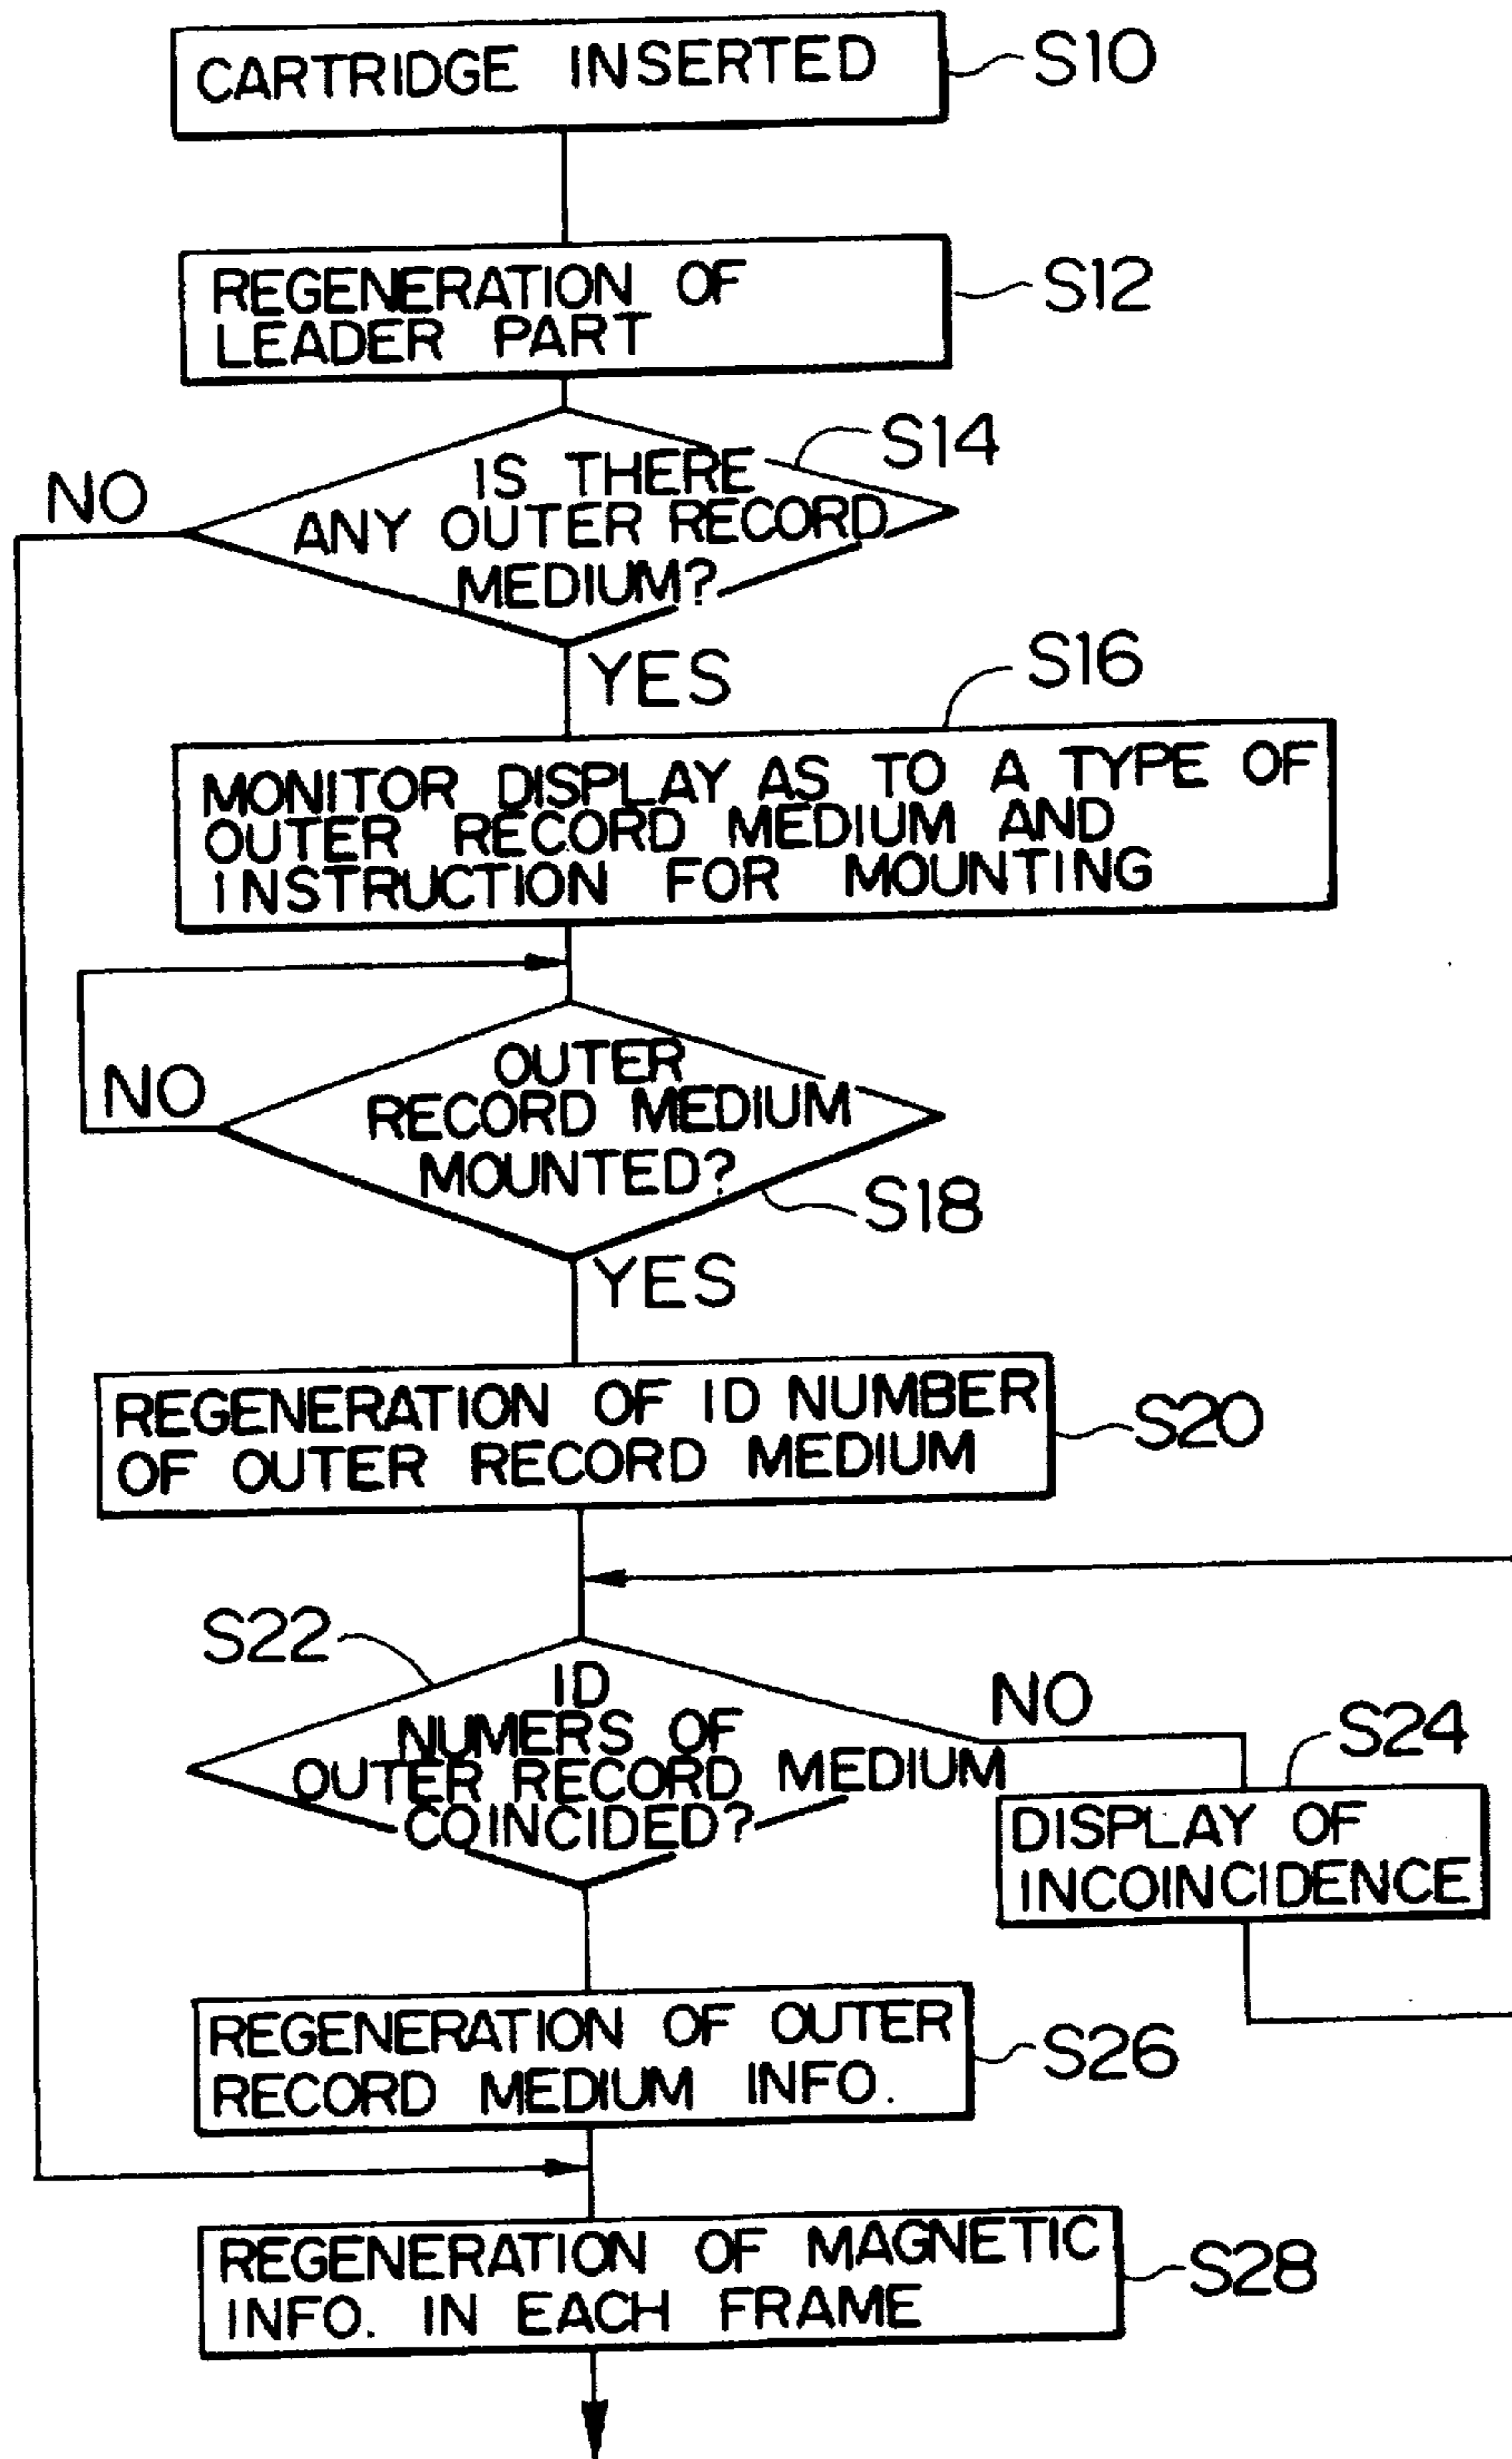 CARTRIDGE INSERTED
S10
REGENERATION OF
LEADER PART
S12
S14
NO
IS THERE
ANY OUTER RECORD
MEDIUM?
YES
S16
MONITOR DISPLAY AS TO A TYPE OF
OUTER RECORD MEDIUM AND
INSTRUCTION FOR MOUNTING
OUTER
RECORD MEDIUM
MOUNTED?
NO
S18
YES
REGENERATION OF ID NUMBER
OF OUTER RECORD MEDIUM
S20
S22
ID
NUMERS OF
OUTER RECORD MEDIUM
COINCIDED?
NO
S24
DISPLAY OF
INCOINCIDENCE
REGENERATION OF OUTER
RECORD MEDIUM INFO.
S26
REGENERATION OF MAGNETIC
INFO. IN EACH FRAME
S28